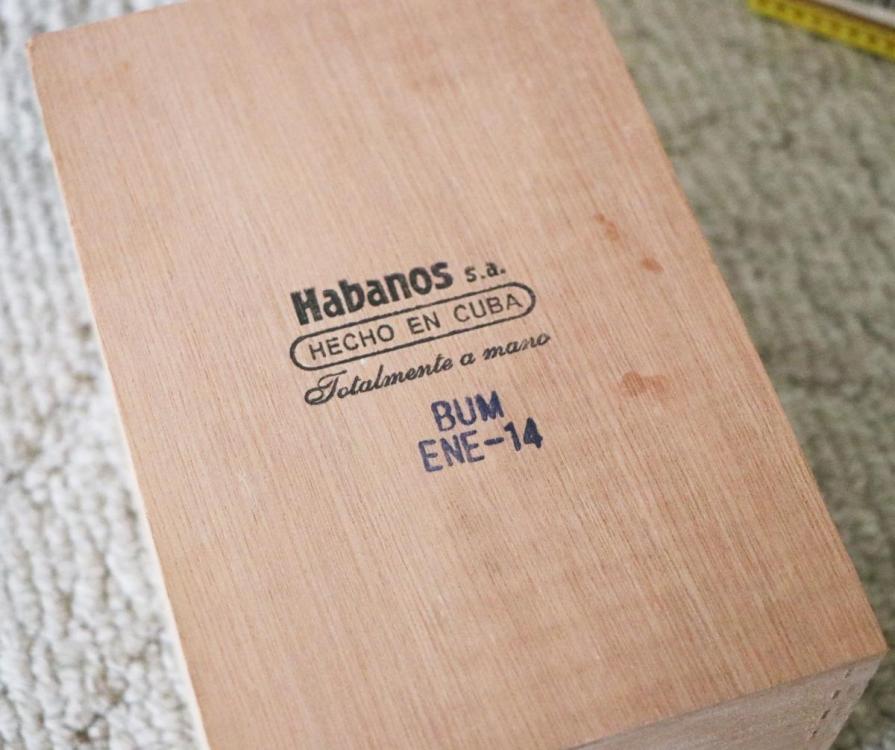 Habanos s.a.
HECHO EN CUBA
Totalmente a mano
BUM
ENE-14